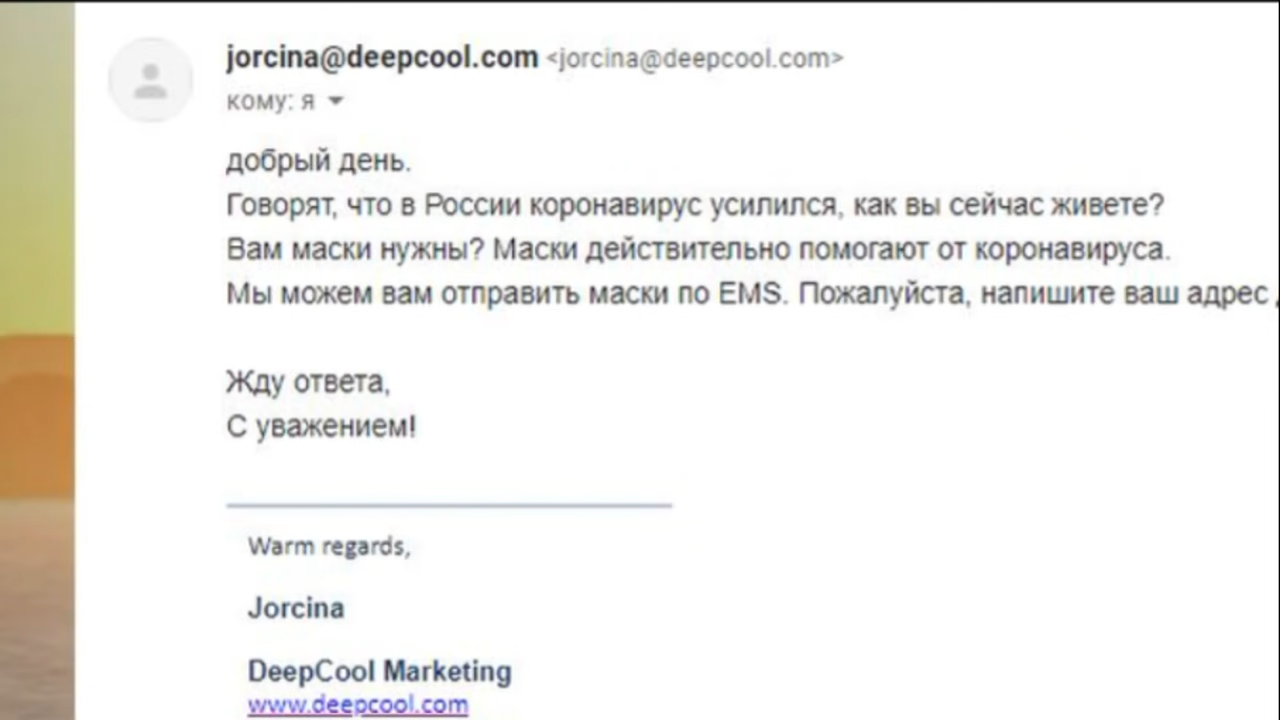 jorcina@deepcool.com <jorcina@deepcool.com>
кому: я
добрый день.
Говорят, что в России коронавирус усилился, как вы сейчас живете?
Вам маски нужны? Маски действительно помогают от коронавируса.
Мы можем вам отправить маски по EMS. Пожалуйста, напишите ваш адрес
Жду ответа,
С уважением!
Warm regards,
Jorcina
DeepCool Marketing
www.deepcool.com